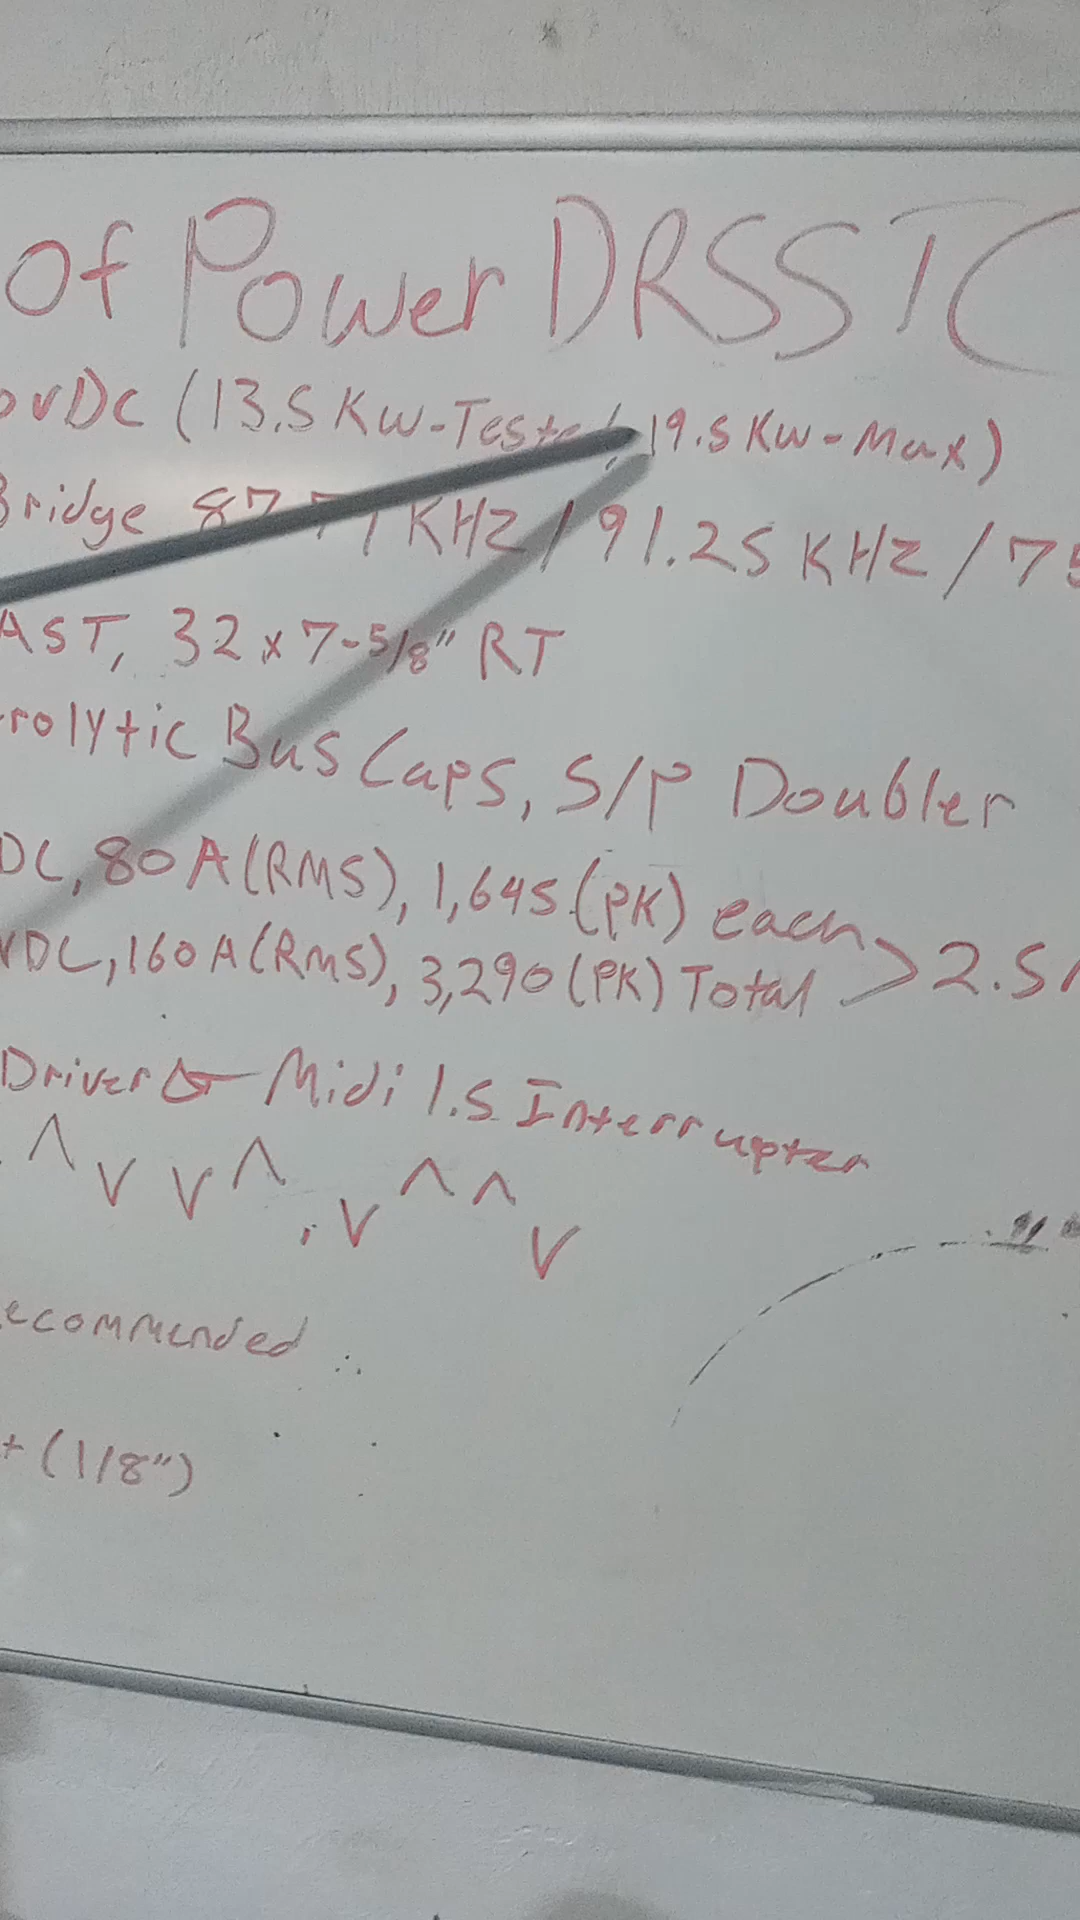 Of Power DRSSTC
0vDC (13.5 KW-Tested, 19.5 KW-Max)
Bridge KHZ / 91.25 KHZ / 75
AST, 32 x 7-5/8" RT
rolytic Bus Caps, S/P Doubler
DC, 80 A (RMS), 1,645 (PK) each
VDC, 160 A (RMS), 3,290 (PK) Total > 2.5
Driver & Midi 1.5 Interrupter
^ v v ^, v ^ ^ v
ecommended
+ (1/8")